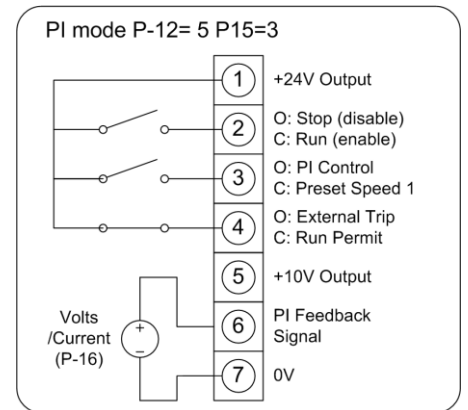 PI mode P-12= 5 P15=3
1
+24V Output
2
O: Stop (disable)
C: Run (enable)
3
O: PI Control
C: Preset Speed 1
4
O: External Trip
C: Run Permit
5
+10V Output
Volts
/Current
(P-16)
+
−
6
PI Feedback
Signal
7
0V